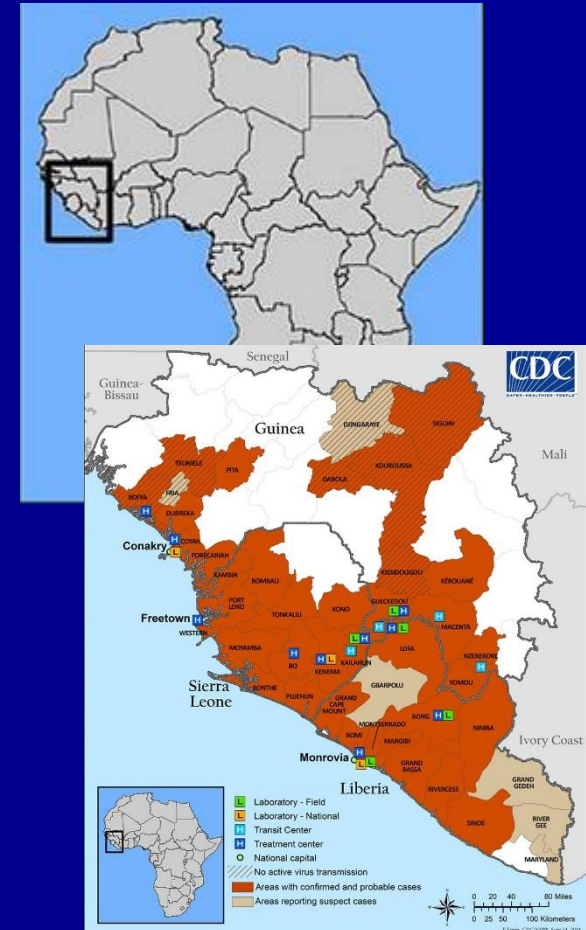 Senegal
CDC
SAFER • HEALTHIER • PEOPLE™
Guinea-
Bissau
Guinea
DINGARAYE
SIGUIRI
Mali
TELIMELE
PITA
KOUROUSSA
DABOLA
BOFFA
FRIA
DUBREKA
COYAH
Conakry
L
FORECARIAH
KISSIDOUGOU
KÉROUANÉ
KAMBIA
BOMBALI
KONO
GUECKEDOU
PORT
LOKO
TONKALILI
MACENTA
Freetown
WESTERN
MOYAMBA
BO
KENEMA
KAILAHUN
LOFA
NZEREKORE
YOMOU
Sierra
Leone
BONTHE
PUJEHUN
GRAND
CAPE
MOUNT
GBARPOLU
BONG
MONTSERRADO
BOMI
MARGIBI
NIMBA
Ivory Coast
Monrovia
GRAND
BASSA
GRAND
GEDEH
Liberia
RIVERCESS
RIVER
GEE
SINOE
MARYLAND
L Laboratory - Field
L Laboratory - National
H Transit Center
H Treatment center
National capital
No active virus transmission
Areas with confirmed and probable cases
Areas reporting suspect cases
0 20 40 80 Miles
0 25 50 100 Kilometers